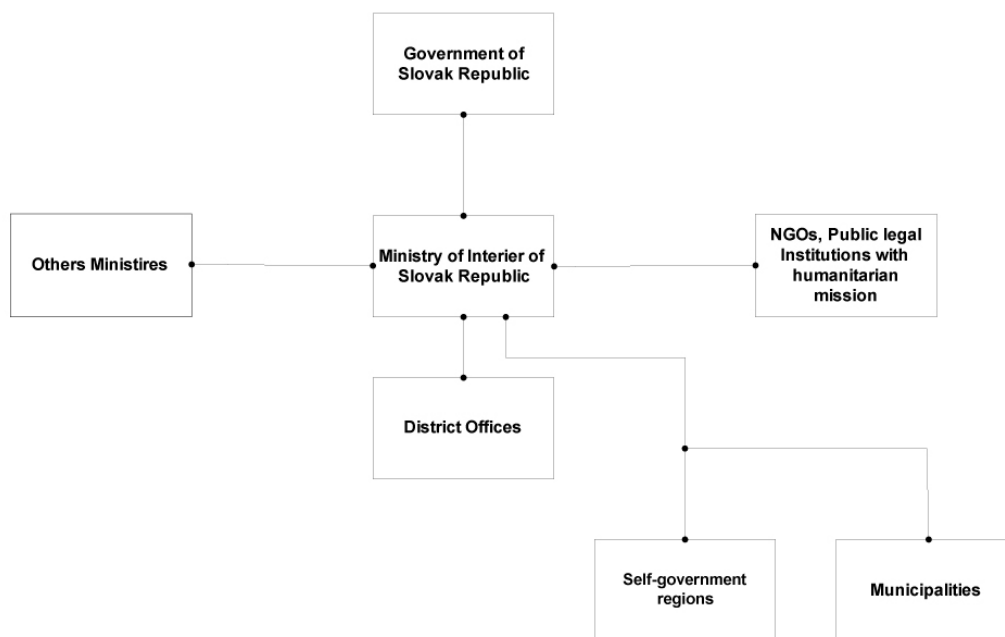 Government of
Slovak Republic
Others Ministires
Ministry of Interier of
Slovak Republic
NGOs, Public legal
Institutions with
humanitarian
mission
District Offices
Self-government
regions
Municipalities